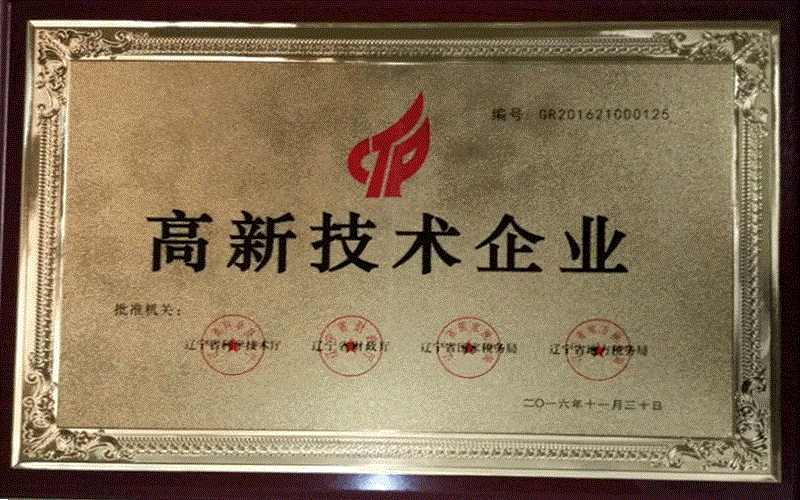 编号：GR201621000125
高新技术企业
批准机关：
辽宁省科学技术厅 辽宁省财政厅 辽宁省国家税务局 辽宁省地方税务局
二〇一六年十一月三十日